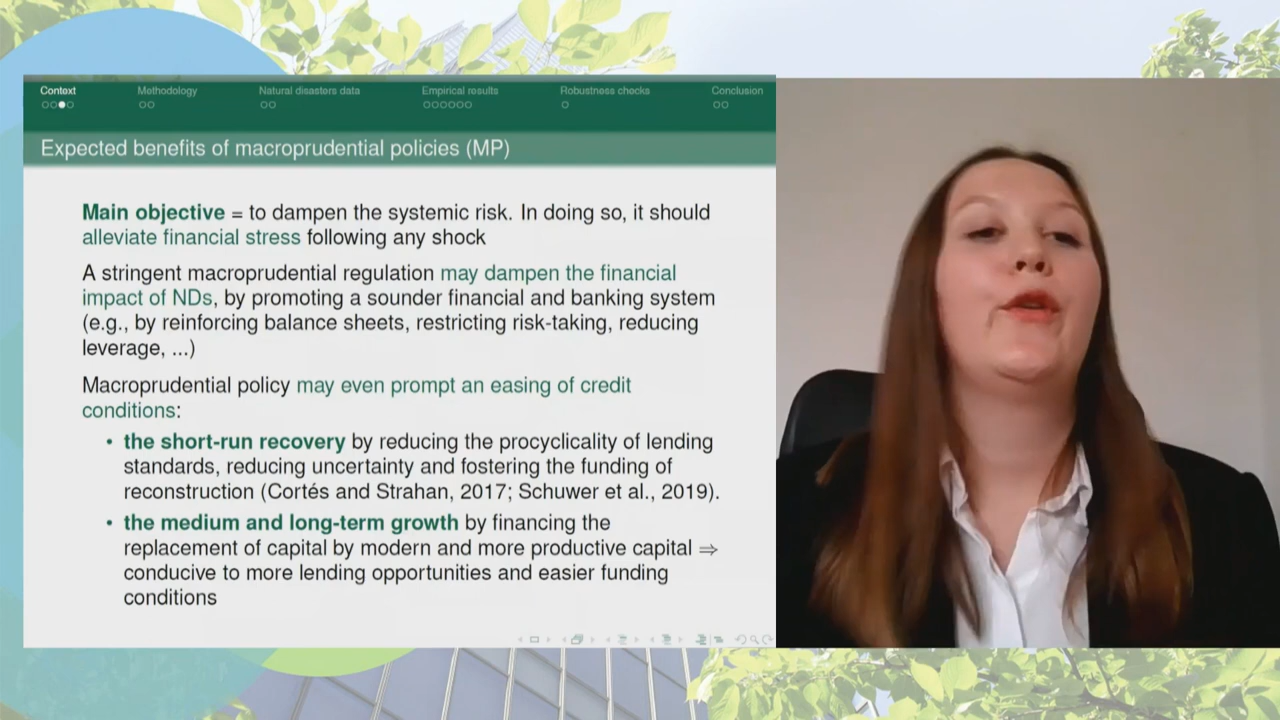 Context Methodology Natural disasters data Empirical results Robustness checks Conclusion
Expected benefits of macroprudential policies (MP)
Main objective = to dampen the systemic risk. In doing so, it should
alleviate financial stress following any shock
A stringent macroprudential regulation may dampen the financial
impact of NDs, by promoting a sounder financial and banking system
(e.g., by reinforcing balance sheets, restricting risk-taking, reducing
leverage, ...)
Macroprudential policy may even prompt an easing of credit
conditions:
• the short-run recovery by reducing the procyclicality of lending
standards, reducing uncertainty and fostering the funding of
reconstruction (Cortés and Strahan, 2017; Schuwer et al., 2019).
• the medium and long-term growth by financing the
replacement of capital by modern and more productive capital ⇒
conducive to more lending opportunities and easier funding
conditions